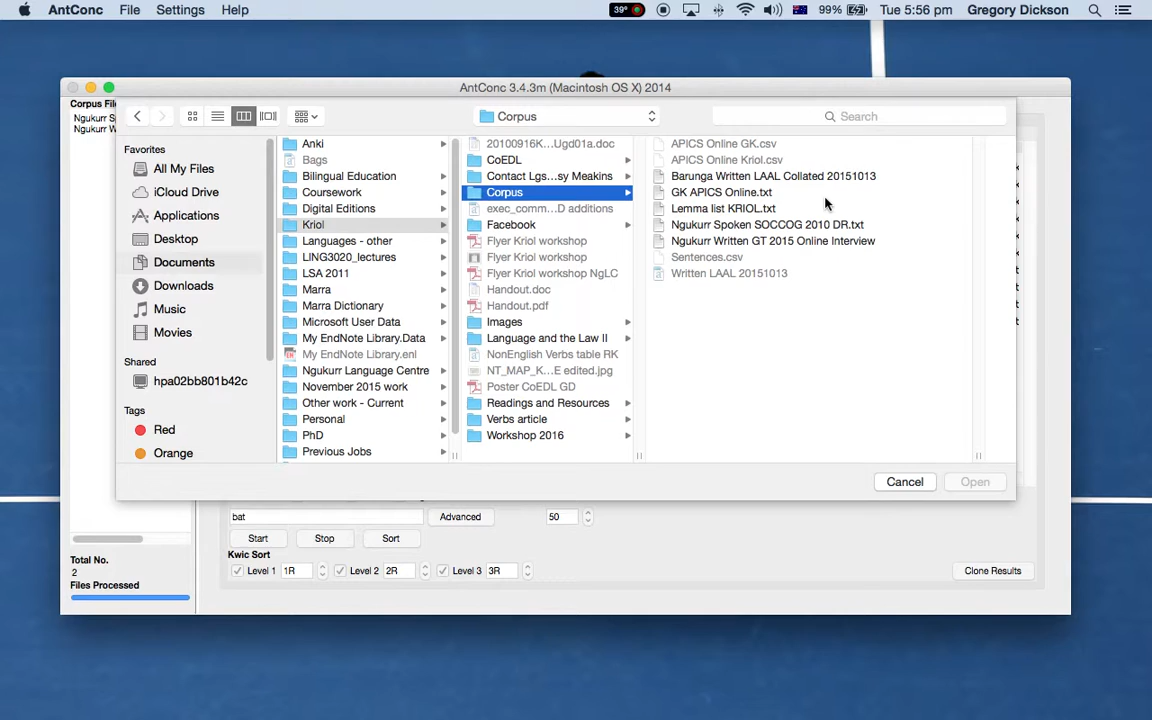 AntConc File Settings Help 39° 99% Tue 5:56 pm Gregory Dickson
AntConc 3.4.3m (Macintosh OS X) 2014
Corpus File
Ngukurr S
Ngukurr W
Corpus
Search
Favorites
All My Files
iCloud Drive
Applications
Desktop
Documents
Downloads
Music
Movies
Shared
hpa02bb801b42c
Tags
Red
Orange
Anki
Bags
Bilingual Education
Coursework
Digital Editions
Kriol
Languages - other
LING3020_lectures
LSA 2011
Marra
Marra Dictionary
Microsoft User Data
My EndNote Library.Data
My EndNote Library.enl
Ngukurr Language Centre
November 2015 work
Other work - Current
Personal
PhD
Previous Jobs
20100916K...Ugd01a.doc
CoEDL
Contact Lgs...sy Meakins
Corpus
exec_comm...D additions
Facebook
Flyer Kriol workshop
Flyer Kriol workshop
Flyer Kriol workshop NgLC
Handout.doc
Handout.pdf
Images
Language and the Law II
NonEnglish Verbs table RK
NT_MAP_K...E edited.jpg
Poster CoEDL GD
Readings and Resources
Verbs article
Workshop 2016
APICS Online GK.csv
APICS Online Kriol.csv
Barunga Written LAAL Collated 20151013
GK APICS Online.txt
Lemma list KRIOL.txt
Ngukurr Spoken SOCCOG 2010 DR.txt
Ngukurr Written GT 2015 Online Interview
Sentences.csv
Written LAAL 20151013
Cancel Open
bat Advanced 50
Start Stop Sort
Kwic Sort
Level 1 1R Level 2 2R Level 3 3R Clone Results
Total No.
2
Files Processed